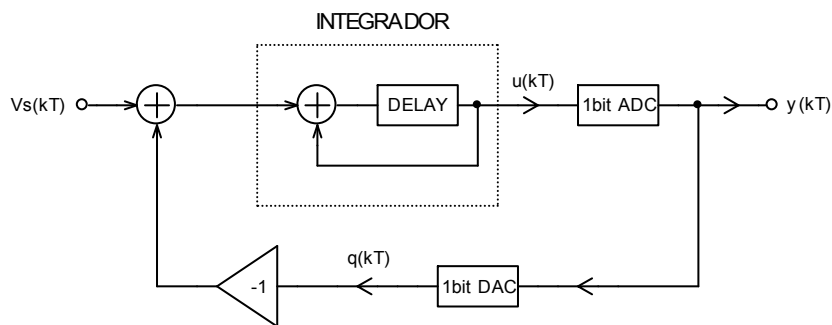 INTEGRADOR
Vs(kT)
DELAY
u(kT)
1bit ADC
y(kT)
-1
q(kT)
1bit DAC